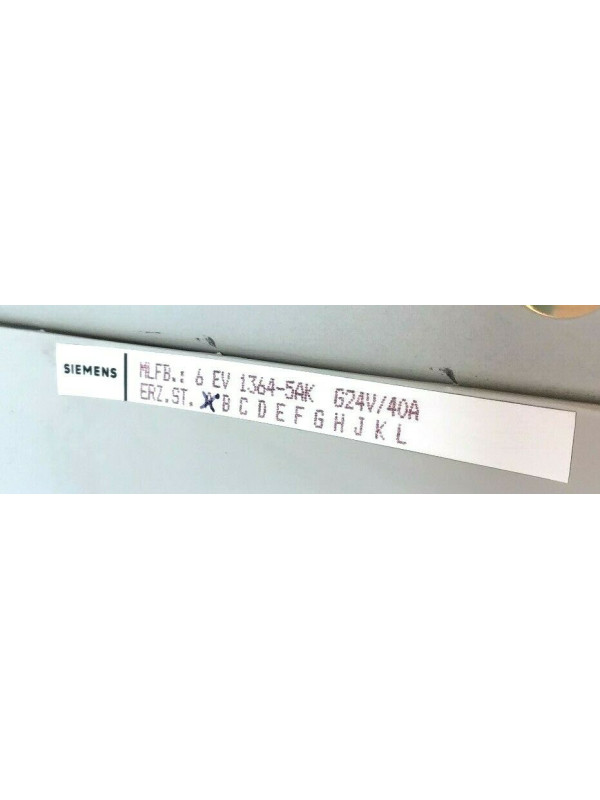 SIEMENS
MLFB.: 6 EV 1364-5AK G24V/40A
ERZ.ST. X B C D E F G H J K L